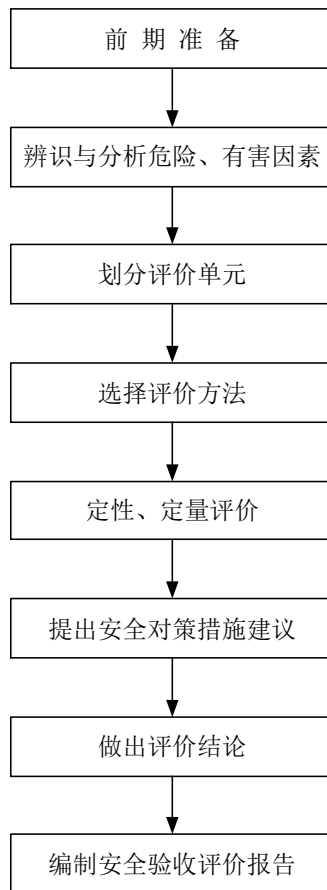 前期准备
辨识与分析危险、有害因素
划分评价单元
选择评价方法
定性、定量评价
提出安全对策措施建议
做出评价结论
编制安全验收评价报告